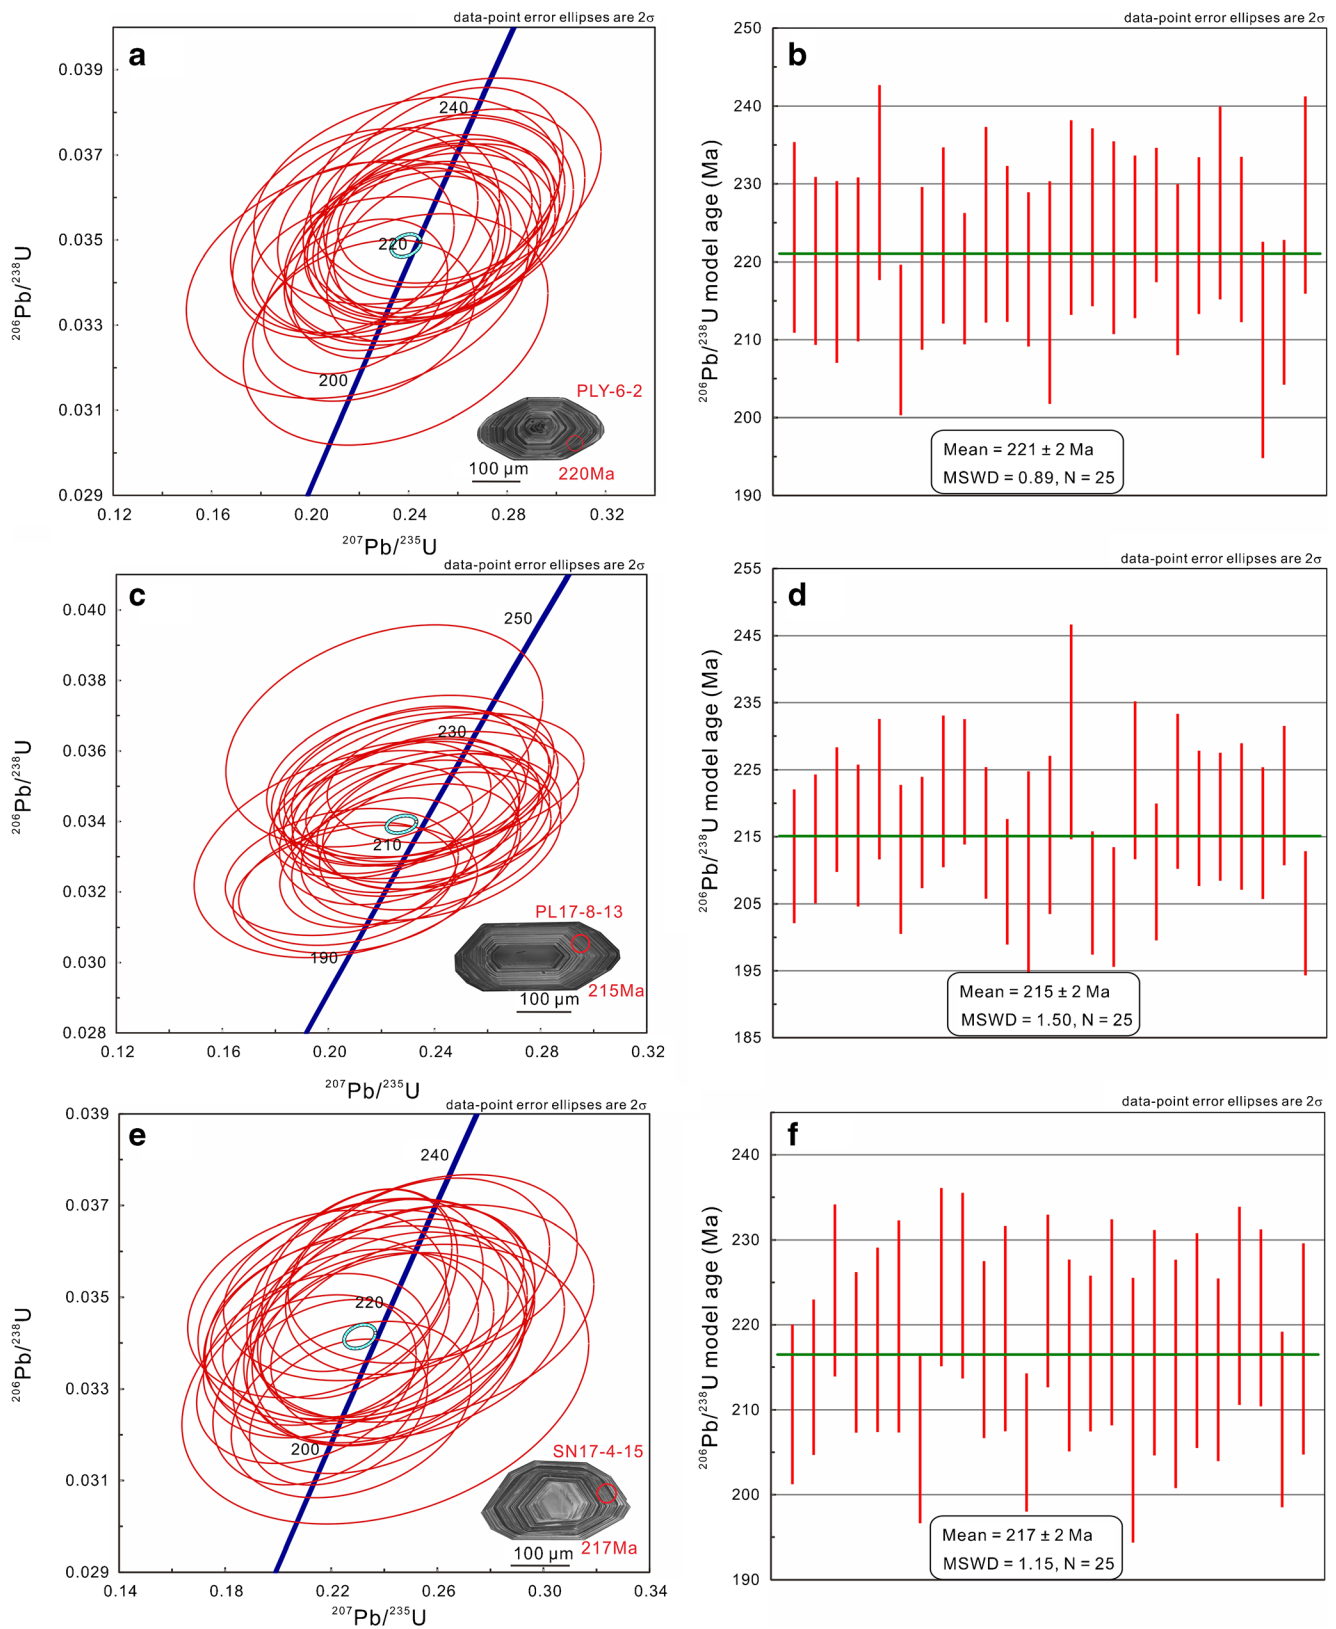 data-point error ellipses are 2σ
a
0.039
0.037
0.035
0.033
0.031
0.029
²⁰⁶Pb/²³⁸U
240
220
200
PLY-6-2
100 μm
220Ma
0.12 0.16 0.20 0.24 0.28 0.32
²⁰⁷Pb/²³⁵U
data-point error ellipses are 2σ
b
250
240
230
220
210
200
190
²⁰⁶Pb/²³⁸U model age (Ma)
Mean = 221 ± 2 Ma
MSWD = 0.89, N = 25
data-point error ellipses are 2σ
c
0.040
0.038
0.036
0.034
0.032
0.030
0.028
²⁰⁶Pb/²³⁸U
250
230
210
190
PL17-8-13
215Ma
100 μm
0.12 0.16 0.20 0.24 0.28 0.32
²⁰⁷Pb/²³⁵U
data-point error ellipses are 2σ
d
255
245
235
225
215
205
195
185
²⁰⁶Pb/²³⁸U model age (Ma)
Mean = 215 ± 2 Ma
MSWD = 1.50, N = 25
data-point error ellipses are 2σ
e
0.039
0.037
0.035
0.033
0.031
0.029
²⁰⁶Pb/²³⁸U
240
220
200
SN17-4-15
217Ma
100 μm
0.14 0.18 0.22 0.26 0.30 0.34
²⁰⁷Pb/²³⁵U
data-point error ellipses are 2σ
f
240
230
220
210
200
190
²⁰⁶Pb/²³⁸U model age (Ma)
Mean = 217 ± 2 Ma
MSWD = 1.15, N = 25